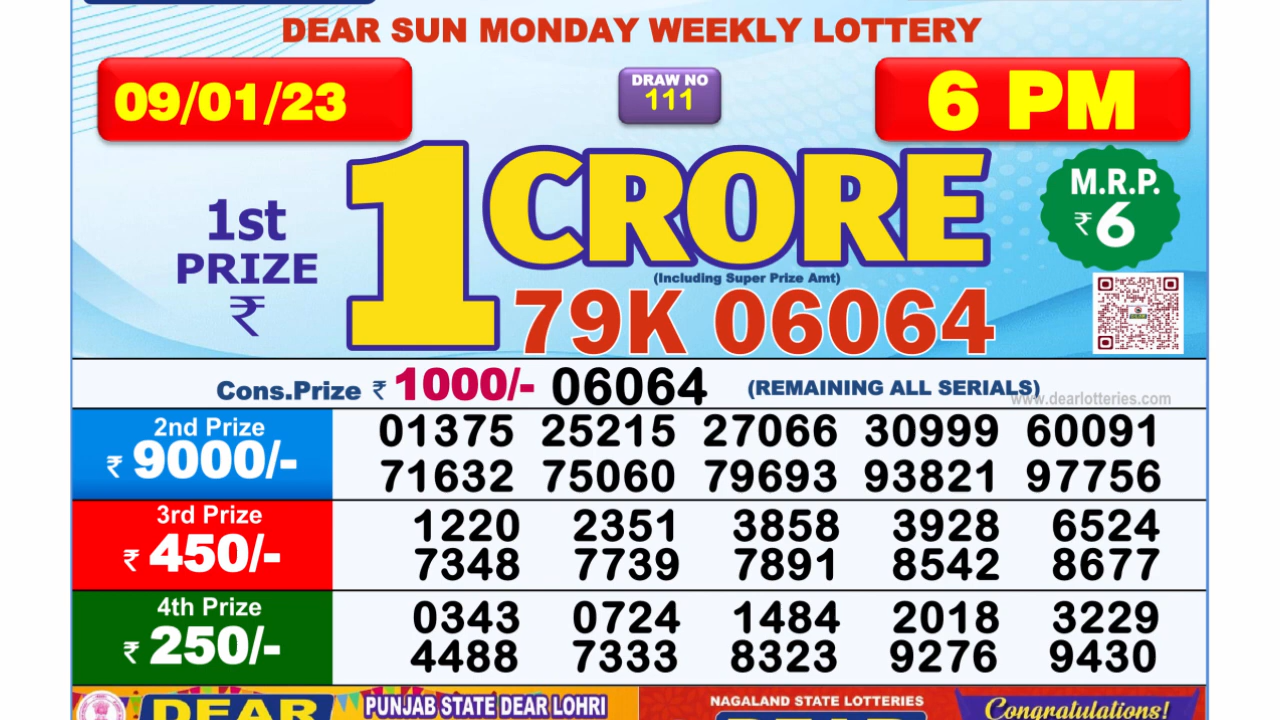 DEAR SUN MONDAY WEEKLY LOTTERY
09/01/23
DRAW NO
111
6 PM
1st
PRIZE
₹
1 CRORE
(Including Super Prize Amt)
79K 06064
M.R.P.
₹6
Cons.Prize ₹ 1000/- 06064 (REMAINING ALL SERIALS)
www.dearlotteries.com
2nd Prize
₹ 9000/-
01375 25215 27066 30999 60091
71632 75060 79693 93821 97756
3rd Prize
₹ 450/-
1220 2351 3858 3928 6524
7348 7739 7891 8542 8677
4th Prize
₹ 250/-
0343 0724 1484 2018 3229
4488 7333 8323 9276 9430
DEAR
PUNJAB STATE DEAR LOHRI
NAGALAND STATE LOTTERIES
DEAR
Congratulations!